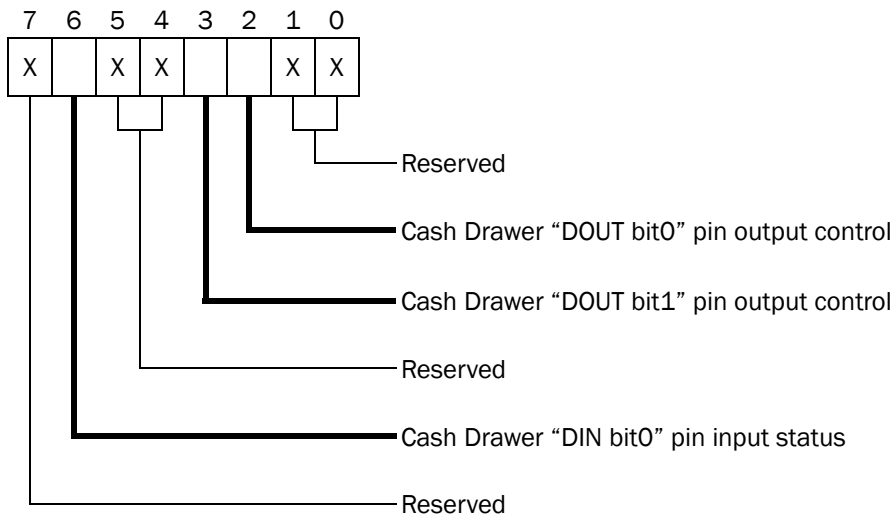 7 6 5 4 3 2 1 0
X X X X X
Reserved
Cash Drawer “DOUT bit0” pin output control
Cash Drawer “DOUT bit1” pin output control
Reserved
Cash Drawer “DIN bit0” pin input status
Reserved